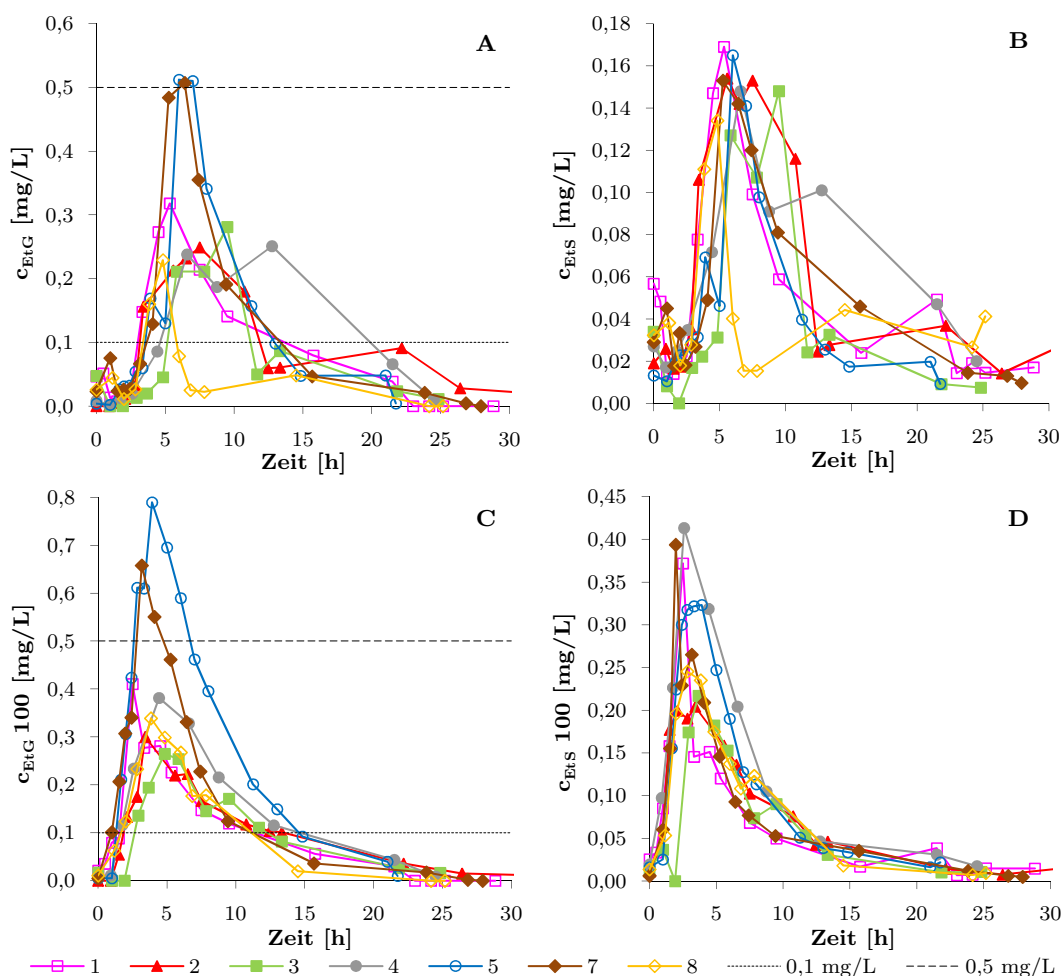 A
c_EtG [mg/L]
0,6
0,5
0,4
0,3
0,2
0,1
0,0
0 5 10 15 20 25 30
Zeit [h]
B
c_EtS [mg/L]
0,18
0,16
0,14
0,12
0,10
0,08
0,06
0,04
0,02
0,00
0 5 10 15 20 25 30
Zeit [h]
C
c_EtG 100 [mg/L]
0,8
0,7
0,6
0,5
0,4
0,3
0,2
0,1
0,0
0 5 10 15 20 25 30
Zeit [h]
D
c_EtS 100 [mg/L]
0,45
0,40
0,35
0,30
0,25
0,20
0,15
0,10
0,05
0,00
0 5 10 15 20 25 30
Zeit [h]
1 2 3 4 5 7 8 0,1 mg/L 0,5 mg/L